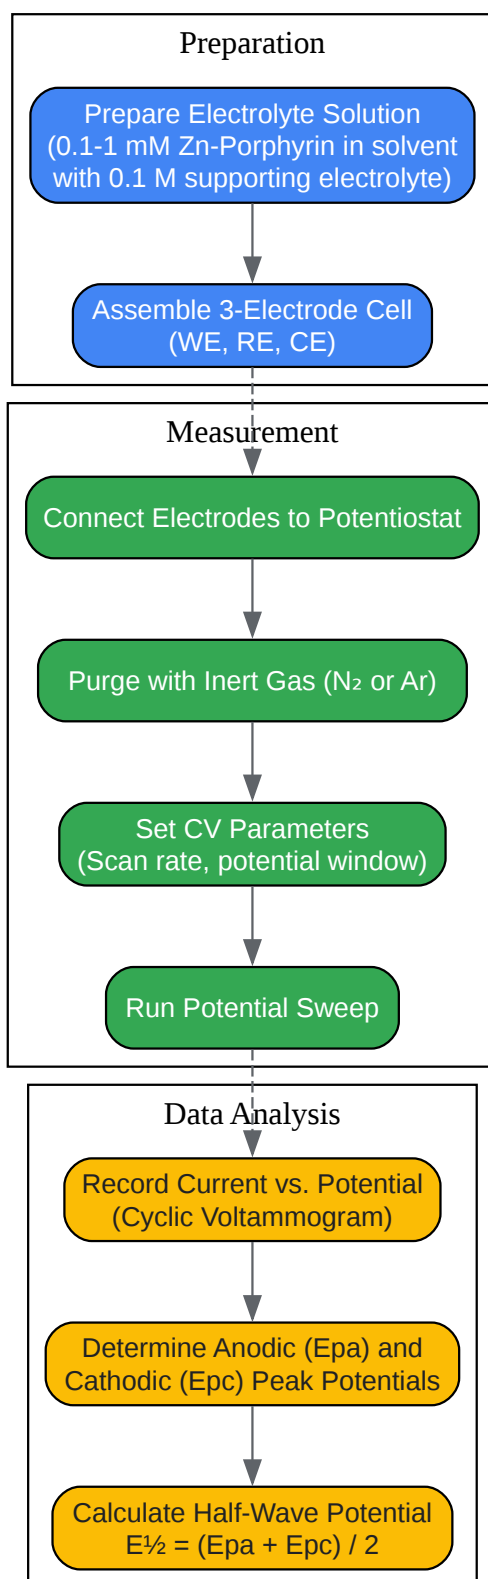 Preparation
Prepare Electrolyte Solution
(0.1-1 mM Zn-Porphyrin in solvent
with 0.1 M supporting electrolyte)
Assemble 3-Electrode Cell
(WE, RE, CE)
Measurement
Connect Electrodes to Potentiostat
Purge with Inert Gas (N₂ or Ar)
Set CV Parameters
(Scan rate, potential window)
Run Potential Sweep
Data Analysis
Record Current vs. Potential
(Cyclic Voltammogram)
Determine Anodic (Epa) and
Cathodic (Epc) Peak Potentials
Calculate Half-Wave Potential
E½ = (Epa + Epc) / 2